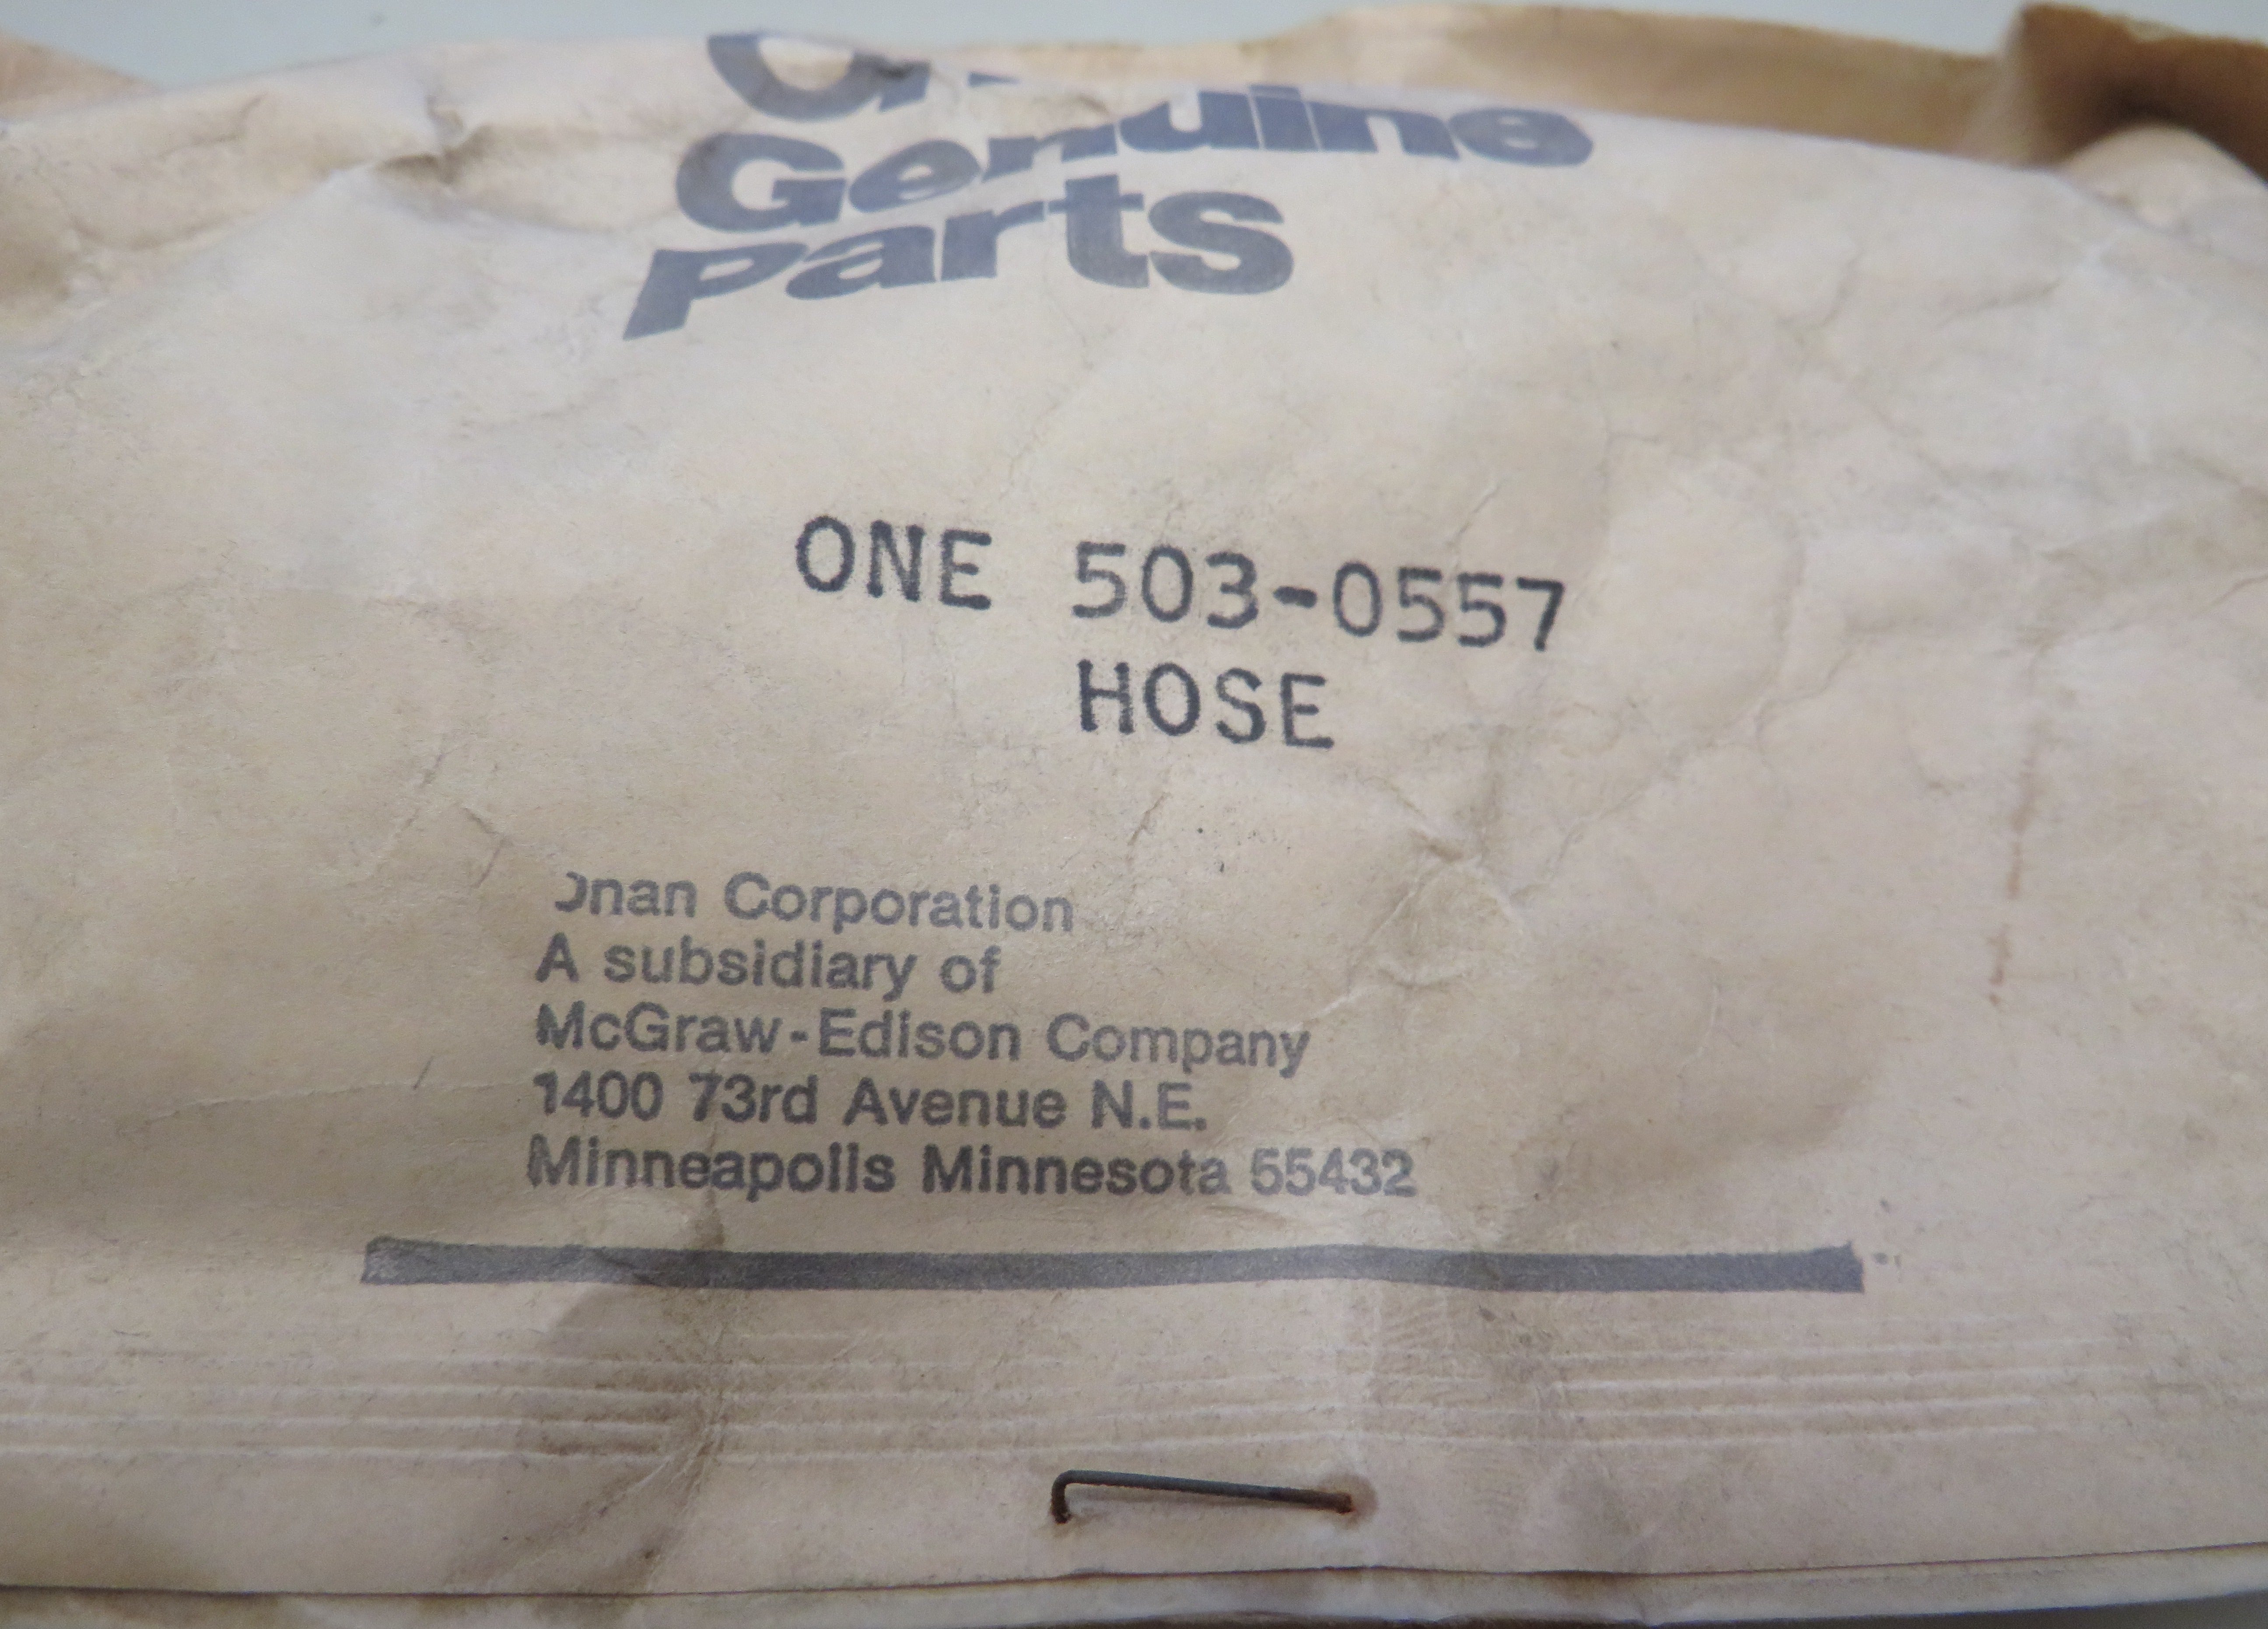 Genuine
Parts
ONE 503-0557
HOSE
Onan Corporation
A subsidiary of
McGraw-Edison Company
1400 73rd Avenue N.E.
Minneapolis Minnesota 55432